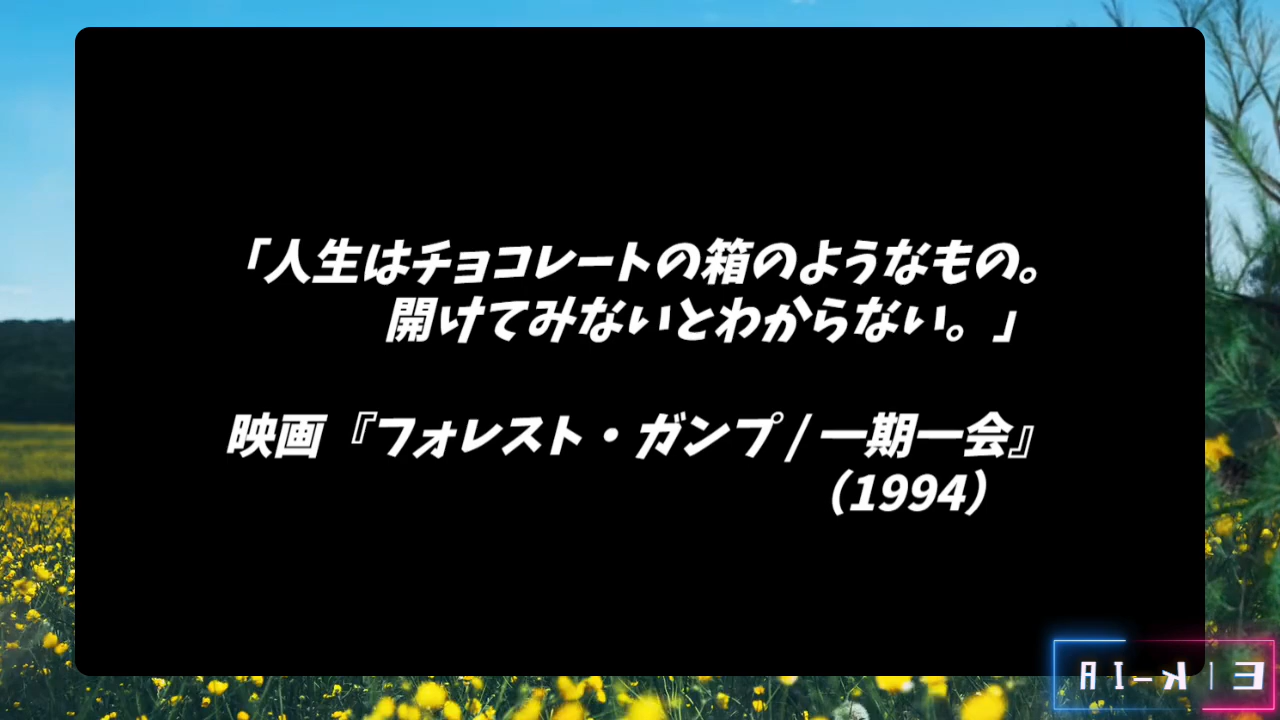 「人生はチョコレートの箱のようなもの。
開けてみないとわからない。」
映画『フォレスト・ガンプ/一期一会』
（1994）